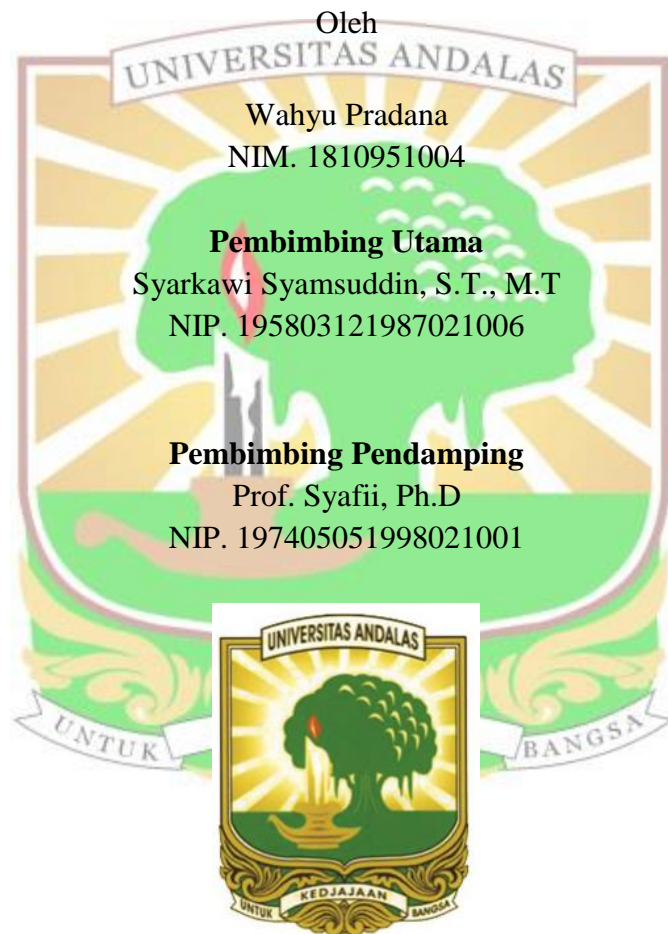 Oleh
UNIVERSITAS ANDALAS
Wahyu Pradana
NIM. 1810951004
Pembimbing Utama
Syarkawi Syamsuddin, S.T., M.T
NIP. 195803121987021006
Pembimbing Pendamping
Prof. Syafii, Ph.D
NIP. 197405051998021001
UNIVERSITAS ANDALAS
UNTUK BANGSA
UNTUK KEDJAJAAN BANGSA